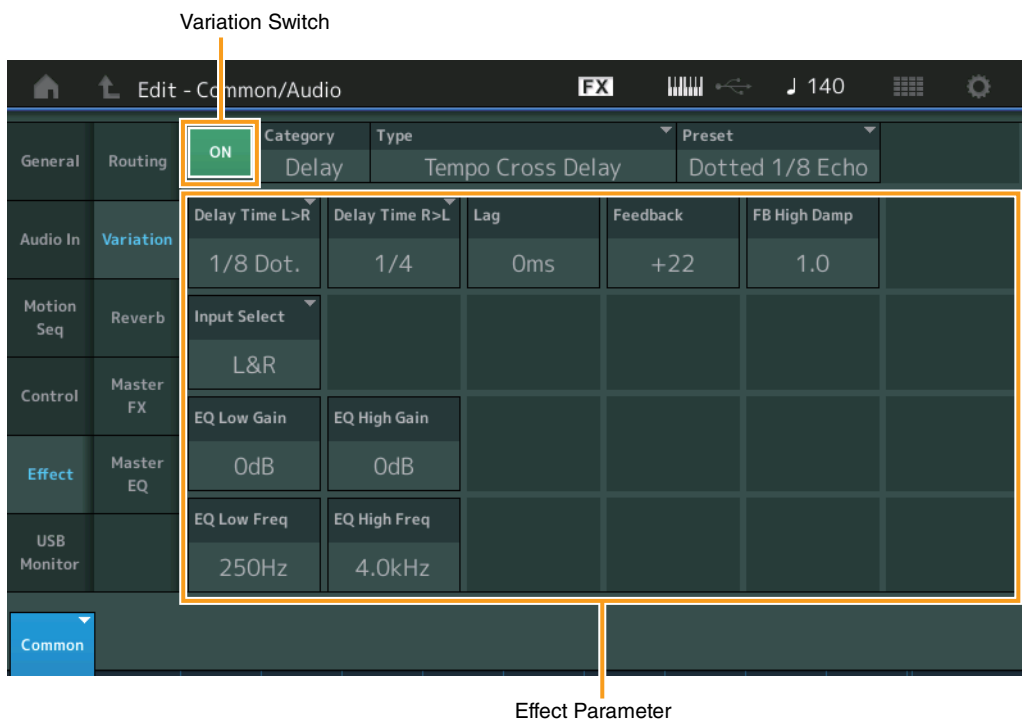 Variation Switch
Edit - Common/Audio
FX
♩ 140
General
Routing
ON
Category
Delay
Type
Tempo Cross Delay
Preset
Dotted 1/8 Echo
Audio In
Variation
Delay Time L>R
1/8 Dot.
Delay Time R>L
1/4
Lag
0ms
Feedback
+22
FB High Damp
1.0
Motion
Seq
Reverb
Input Select
L&R
Control
Master
FX
EQ Low Gain
0dB
EQ High Gain
0dB
Effect
Master
EQ
USB
Monitor
EQ Low Freq
250Hz
EQ High Freq
4.0kHz
Common
Effect Parameter